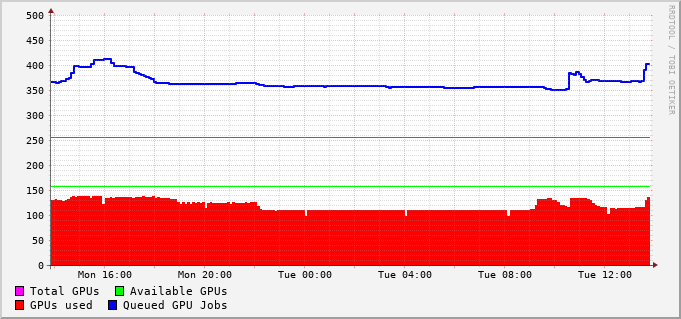 500
450
400
350
300
250
200
150
100
50
0
Mon 16:00 Mon 20:00 Tue 00:00 Tue 04:00 Tue 08:00 Tue 12:00
Total GPUs Available GPUs
GPUs used Queued GPU Jobs
RRDTOOL / TOBI OETIKER